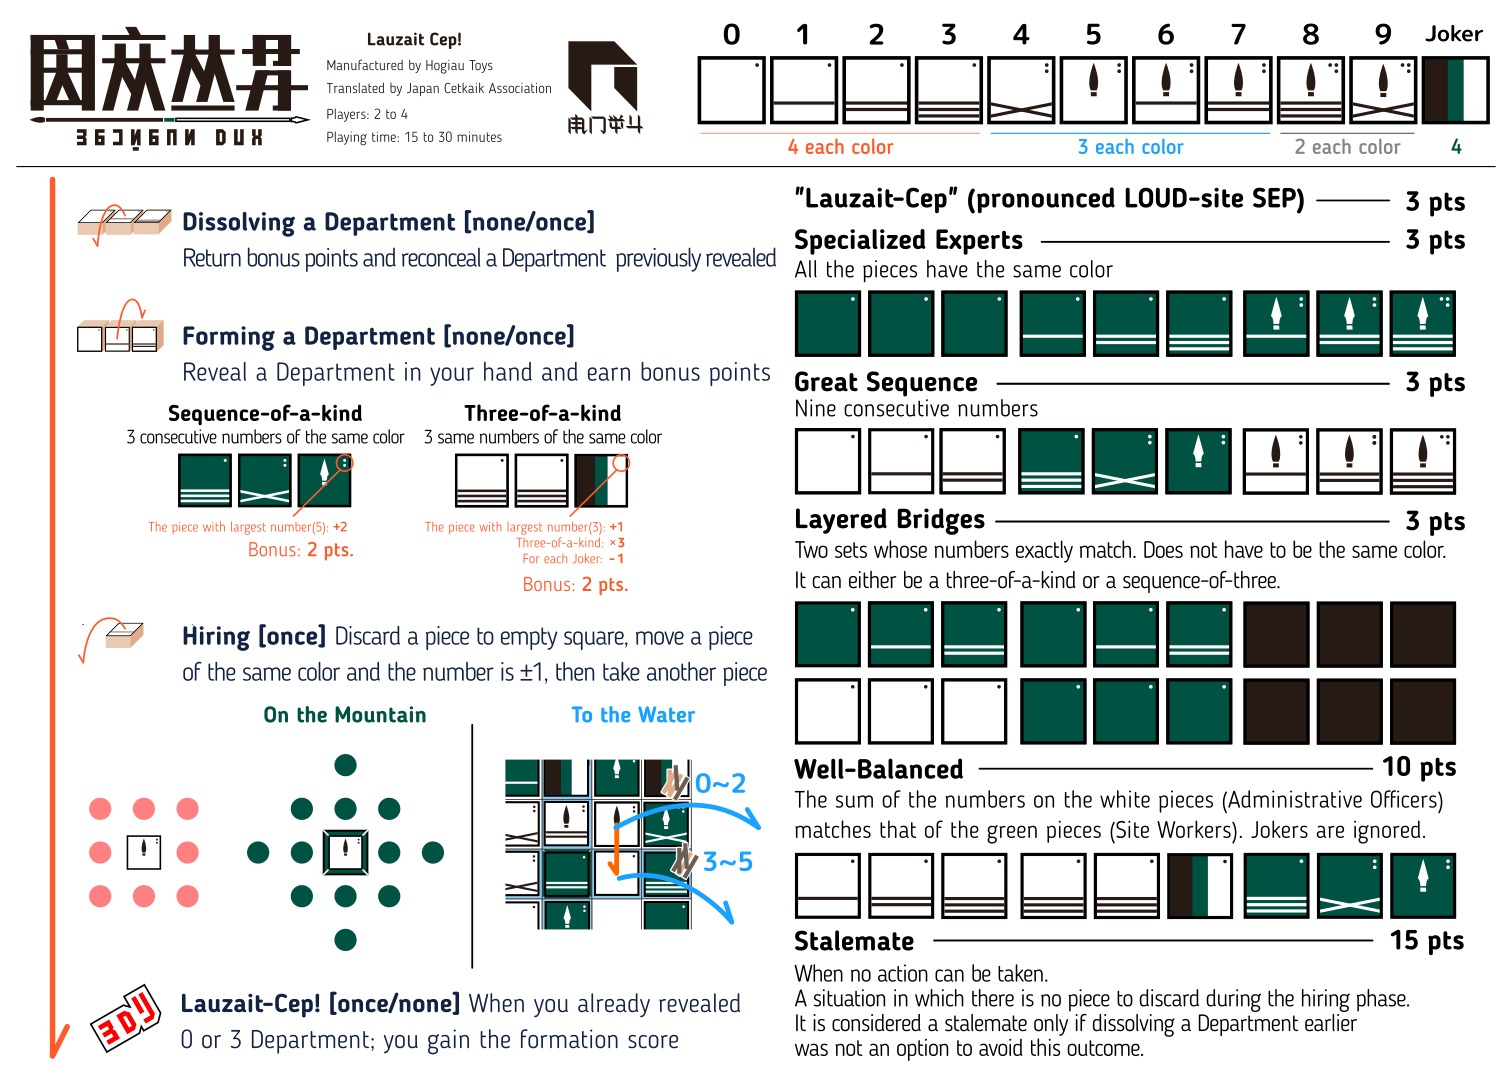 Lauzait Cep!
Manufactured by Hogiau Toys
Translated by Japan Cetkaik Association
Players: 2 to 4
Playing time: 15 to 30 minutes
0 1 2 3 4 5 6 7 8 9 Joker
4 each color 3 each color 2 each color 4
Dissolving a Department [none/once]
Return bonus points and reconceal a Department previously revealed
Forming a Department [none/once]
Reveal a Department in your hand and earn bonus points
Sequence-of-a-kind
3 consecutive numbers of the same color
The piece with largest number(5): +2
Bonus: 2 pts.
Three-of-a-kind
3 same numbers of the same color
The piece with largest number(3): +1
Three-of-a-kind: ×3
For each Joker: -1
Bonus: 2 pts.
Hiring [once] Discard a piece to empty square, move a piece
of the same color and the number is ±1, then take another piece
On the Mountain
To the Water
0~2
3~5
Lauzait-Cep! [once/none] When you already revealed
0 or 3 Department; you gain the formation score
"Lauzait-Cep" (pronounced LOUD-site SEP) 3 pts
Specialized Experts 3 pts
All the pieces have the same color
Great Sequence 3 pts
Nine consecutive numbers
Layered Bridges 3 pts
Two sets whose numbers exactly match. Does not have to be the same color.
It can either be a three-of-a-kind or a sequence-of-three.
Well-Balanced 10 pts
The sum of the numbers on the white pieces (Administrative Officers)
matches that of the green pieces (Site Workers). Jokers are ignored.
Stalemate 15 pts
When no action can be taken.
A situation in which there is no piece to discard during the hiring phase.
It is considered a stalemate only if dissolving a Department earlier
was not an option to avoid this outcome.